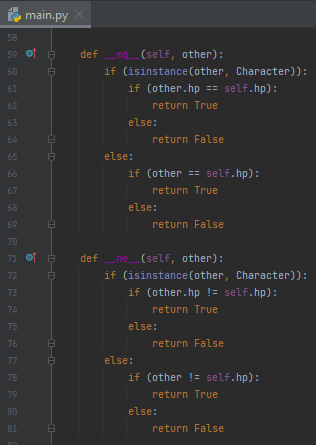 main.py
58
59 def __eq__(self, other):
60 if (isinstance(other, Character)):
61 if (other.hp == self.hp):
62 return True
63 else:
64 return False
65 else:
66 if (other == self.hp):
67 return True
68 else:
69 return False
70
71 def __ne__(self, other):
72 if (isinstance(other, Character)):
73 if (other.hp != self.hp):
74 return True
75 else:
76 return False
77 else:
78 if (other != self.hp):
79 return True
80 else:
81 return False